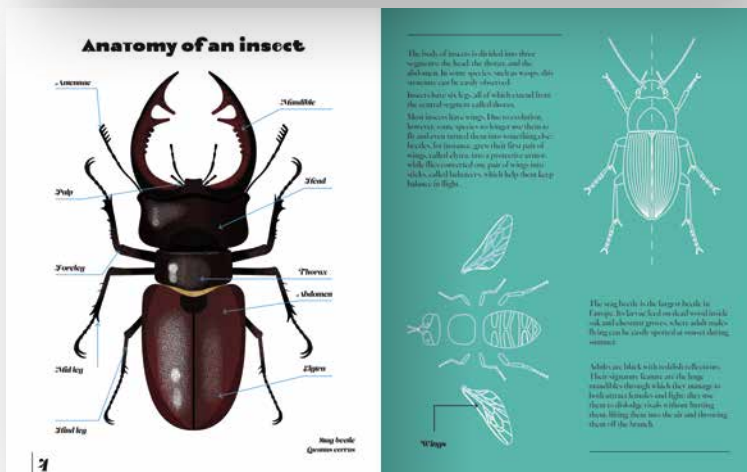 Anatomy of an insect
Antennae
Mandible
Palp
Head
Foreleg
Thorax
Abdomen
Mid leg
Elytra
Hind leg
Stag beetle
Lucanus cervus
The body of insects is divided into three
segments: the head, the thorax, and the
abdomen. In some species, such as wasps, this
structure can be easily observed.
Insects have six legs, all of which extend from
the central segment called thorax.
Most insects have wings. Due to evolution,
however, some species no longer use them to
fly and even turned them into something else:
beetles, for instance, grew their first pair of
wings, called elytra, into a protective armor,
while flies converted one pair of wings into
sticks, called balancers, which help them keep
balance in flight.
Wings
The stag beetle is the largest beetle in
Europe. Its larvae feed on dead wood inside
oak and chestnut groves, where adult males
flying can be easily spotted at sunset during
summer.
Adults are black with reddish reflections.
Their signature feature are the huge
mandibles through which they manage to
both attract females and fight: they use
them to dislodge rivals without hurting
them, lifting them into the air and throwing
them off the branch.